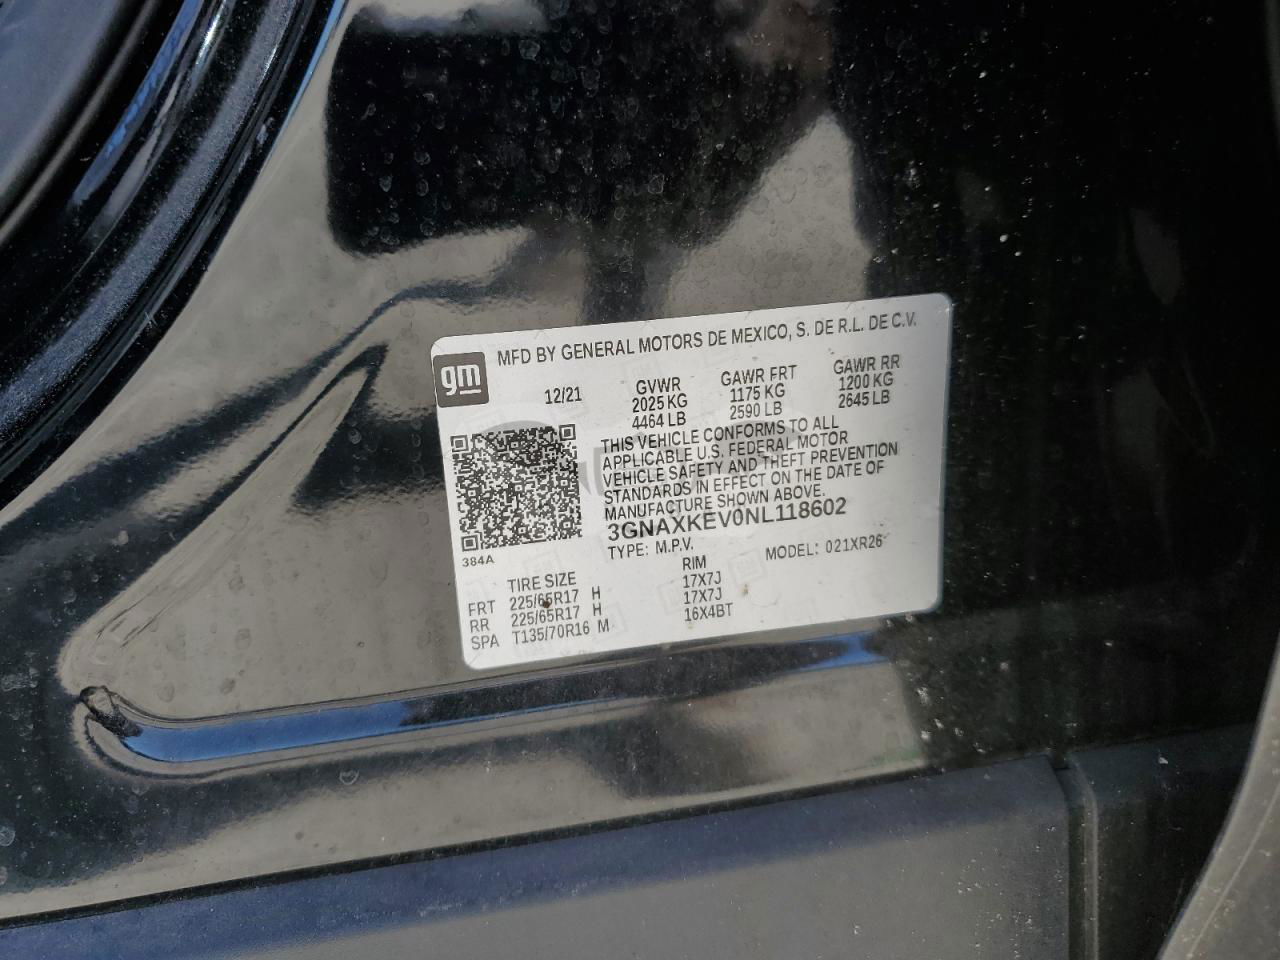 gm
MFD BY GENERAL MOTORS DE MEXICO, S. DE R.L. DE C.V.
12/21 GVWR GAWR FRT GAWR RR
2025 KG 1175 KG 1200 KG
4464 LB 2590 LB 2645 LB
THIS VEHICLE CONFORMS TO ALL
APPLICABLE U.S. FEDERAL MOTOR
VEHICLE SAFETY AND THEFT PREVENTION
STANDARDS IN EFFECT ON THE DATE OF
MANUFACTURE SHOWN ABOVE.
3GNAXKEV0NL118602
384A
TYPE: M.P.V. MODEL: 021XR26
TIRE SIZE RIM
FRT 225/65R17 H 17X7J
RR 225/65R17 H 17X7J
SPA T135/70R16 M 16X4BT